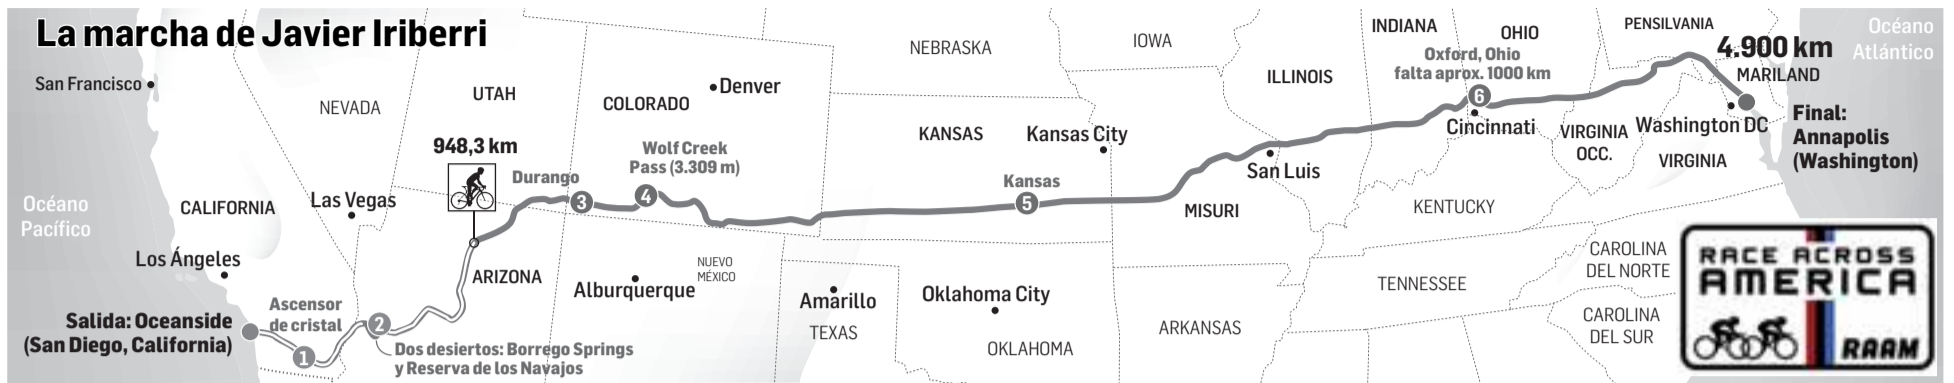 La marcha de Javier Iriberri
San Francisco
NEVADA
UTAH
COLORADO
Denver
NEBRASKA
IOWA
ILLINOIS
INDIANA
OHIO
Oxford, Ohio
falta aprox. 1000 km
PENSILVANIA
4.900 km
MARILAND
Océano
Atlántico
948,3 km
Wolf Creek
Pass (3.309 m)
KANSAS
Kansas City
6
Cincinnati
VIRGINIA
OCC.
Washington DC
VIRGINIA
Final:
Annapolis
(Washington)
Océano
Pacífico
CALIFORNIA
Las Vegas
Durango
3
4
Kansas
5
MISURI
San Luis
KENTUCKY
Los Ángeles
ARIZONA
Alburquerque
NUEVO
MÉXICO
Amarillo
TEXAS
Oklahoma City
OKLAHOMA
ARKANSAS
TENNESSEE
CAROLINA
DEL NORTE
CAROLINA
DEL SUR
Salida: Oceanside
(San Diego, California)
Ascensor
de cristal
1
2
Dos desiertos: Borrego Springs
y Reserva de los Navajos
RACE ACROSS
AMERICA
RAAM